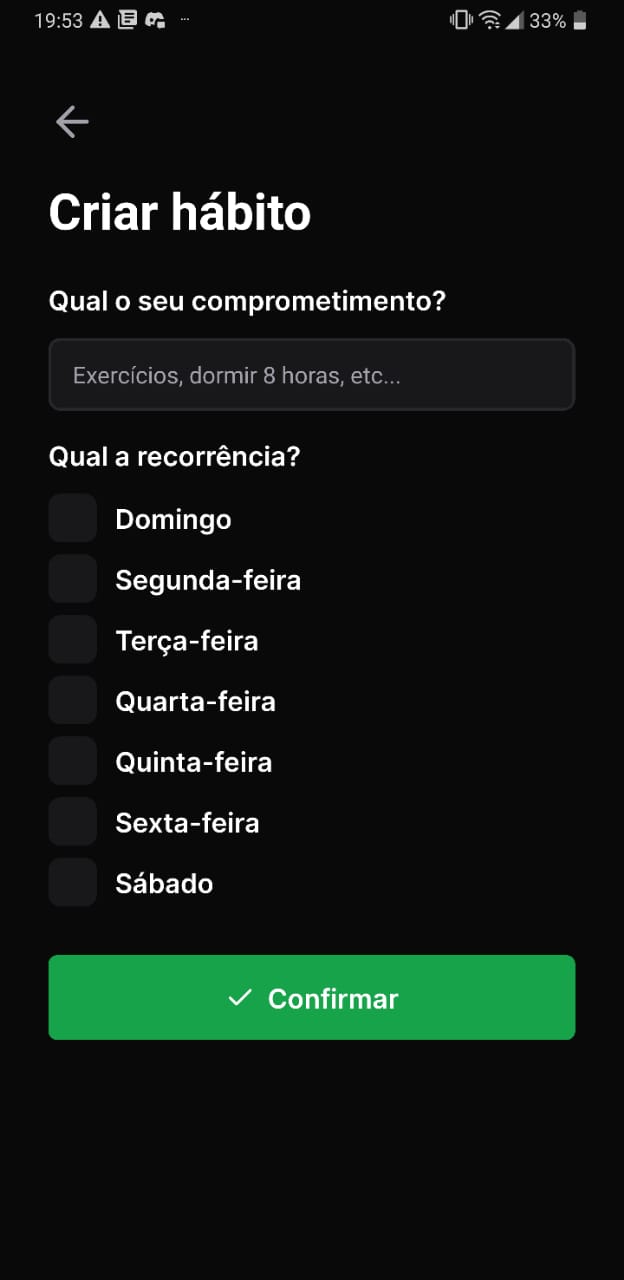 19:53 33%
Criar hábito
Qual o seu comprometimento?
Exercícios, dormir 8 horas, etc...
Qual a recorrência?
Domingo
Segunda-feira
Terça-feira
Quarta-feira
Quinta-feira
Sexta-feira
Sábado
Confirmar